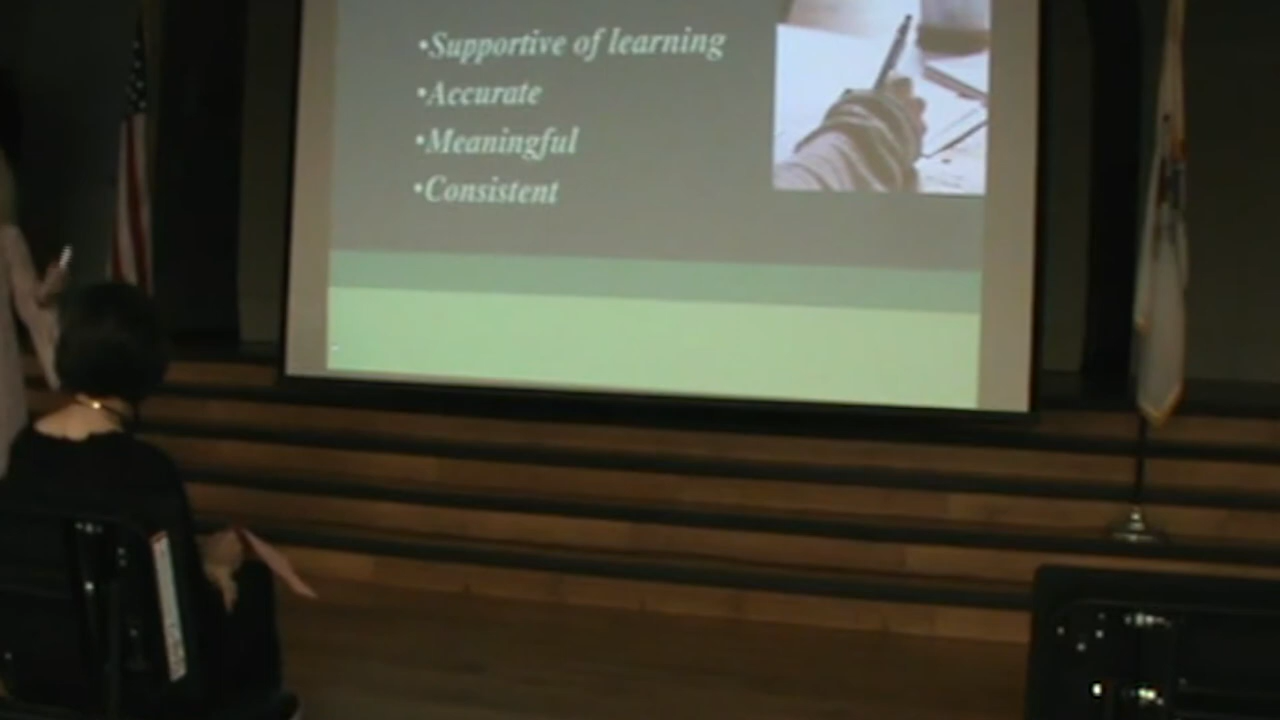 •Supportive of learning
•Accurate
•Meaningful
•Consistent